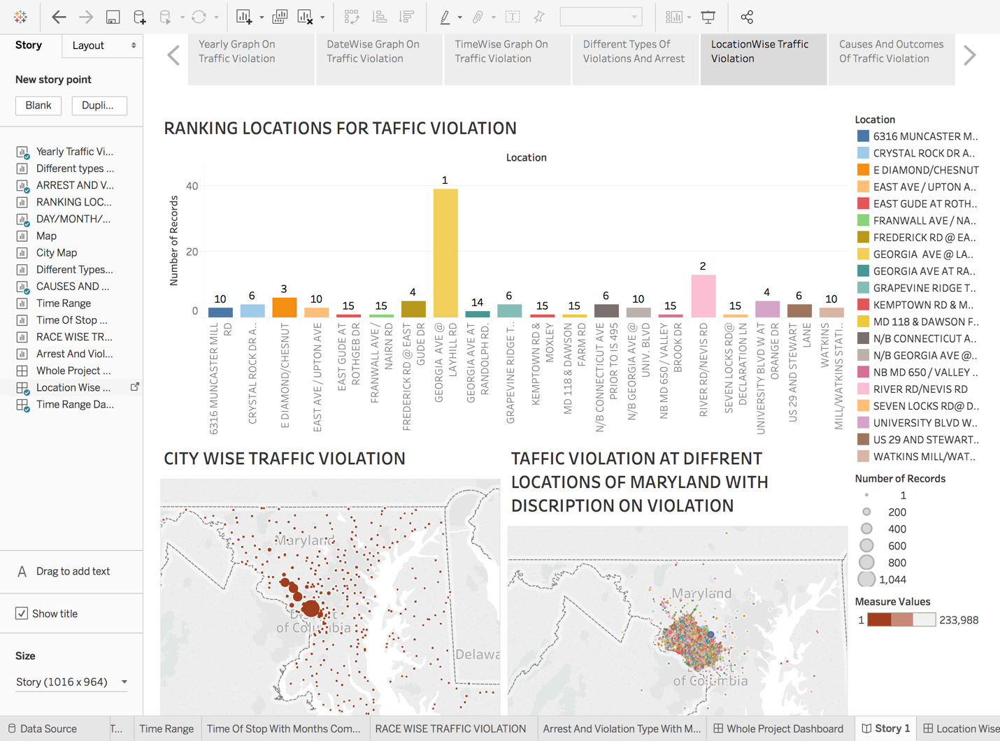 Story
Layout
New story point
Blank
Dupli...
Yearly Traffic Vi...
Different types ...
ARREST AND V...
RANKING LOC...
DAY/MONTH/...
Map
City Map
Different Types...
CAUSES AND ...
Time Range
Time Of Stop ...
RACE WISE TR...
Arrest And Viol...
Whole Project ...
Location Wise ...
Time Range Da...
A Drag to add text
Show title
Size
Story (1016 x 964)
Yearly Graph On
Traffic Violation
DateWise Graph On
Traffic Violation
TimeWise Graph On
Traffic Violation
Different Types Of
Violations And Arrest
LocationWise Traffic
Violation
Causes And Outcomes
Of Traffic Violation
RANKING LOCATIONS FOR TAFFIC VIOLATION
Location
Number of Records
40
20
0
10
6
3
10
15
15
4
1
14
6
15
15
6
10
15
2
15
4
6
10
6316 MUNCASTER MILL
RD
CRYSTAL ROCK DR A..
E DIAMOND/CHESNUT
EAST AVE / UPTON AVE
EAST GUDE AT
ROTHGEB DR
FRANWALL AVE /
NAIRN RD
FREDERICK RD @ EAST
GUDE DR
GEORGIA AVE @
LAYHILL RD
GEORGIA AVE AT
RANDOLPH RD..
GRAPEVINE RIDGE T..
KEMPTOWN RD &
MOXLEY
MD 118 & DAWSON
FARM RD
N/B CONNECTICUT AVE
PRIOR TO IS 495
N/B GEORGIA AVE @
UNIV. BLVD
NB MD 650 / VALLEY
BROOK DR
RIVER RD/NEVIS RD
SEVEN LOCKS RD@
DECLARATION LN
UNIVERSITY BLVD W AT
ORANGE DR
US 29 AND STEWART
LANE
WATKINS
MILL/WATKINS STATI..
Location
6316 MUNCASTER M..
CRYSTAL ROCK DR A..
E DIAMOND/CHESNUT
EAST AVE / UPTON A..
EAST GUDE AT ROTH..
FRANWALL AVE / NA..
FREDERICK RD @ EA..
GEORGIA  AVE @ LA..
GEORGIA AVE AT RA..
GRAPEVINE RIDGE T..
KEMPTOWN RD & M..
MD 118 & DAWSON F..
N/B CONNECTICUT A..
N/B GEORGIA AVE @..
NB MD 650 / VALLEY ..
RIVER RD/NEVIS RD
SEVEN LOCKS RD@ D..
UNIVERSITY BLVD W..
US 29 AND STEWART..
WATKINS MILL/WAT..
Number of Records
1
200
400
600
800
1,044
Measure Values
1 233,988
CITY WISE TRAFFIC VIOLATION
Maryland
District
of Columbia
Delawa
TAFFIC VIOLATION AT DIFFRENT
LOCATIONS OF MARYLAND WITH
DISCRIPTION ON VIOLATION
Maryland
of Columbia
Data Source
T...
Time Range
Time Of Stop With Months Com...
RACE WISE TRAFFIC VIOLATION
Arrest And Violation Type With M...
Whole Project Dashboard
Story 1
Location Wise